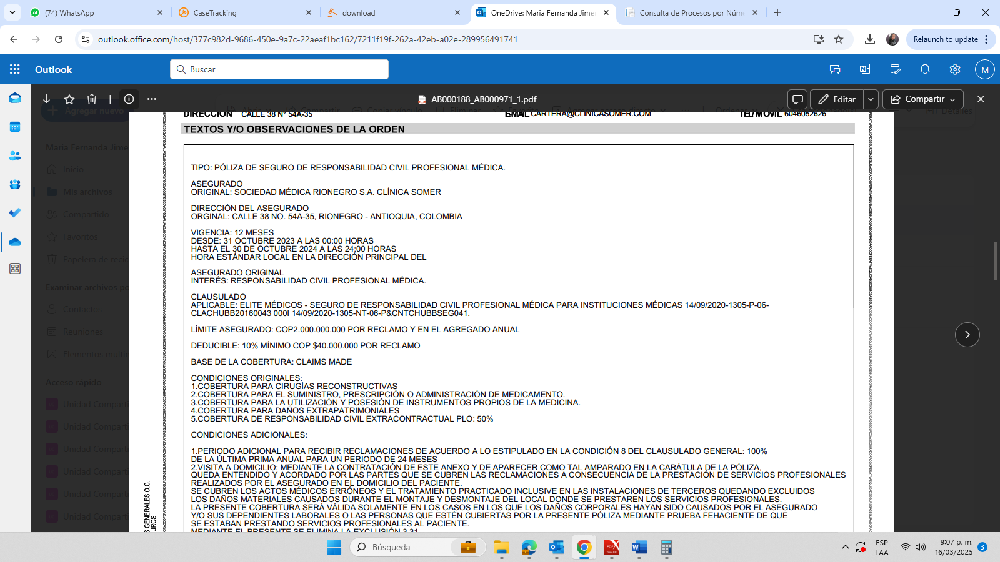 (74) WhatsApp
CaseTracking
download
OneDrive: Maria Fernanda Jimen
Consulta de Procesos por Núme
outlook.office.com/host/377c982d-9686-450e-9a7c-22aeaf1bc162/7211f19f-262a-42eb-a02e-289956491741
Relaunch to update
Outlook
Buscar
M
AB000188_AB000971_1.pdf
Editar
Compartir
Agregar nuevo
Maria Fernanda Jime
Inicio
Mis archivos
Compartido
Favoritos
Papelera de recic
Examinar archivos po
Contactos
Reuniones
Elementos multim
Acceso rápido
Unidad Comparti
Unidad Comparti
Unidad Comparti
Unidad Comparti
Unidad Comparti
Unidad Comparti
Detalles
DIRECCIÓN CALLE 38 N° 54A-35 EMAIL CARTERA@CLINICASOMER.COM TEL/MOVIL 6046052626
TEXTOS Y/O OBSERVACIONES DE LA ORDEN
TIPO: PÓLIZA DE SEGURO DE RESPONSABILIDAD CIVIL PROFESIONAL MÉDICA.
ASEGURADO
ORIGINAL: SOCIEDAD MÉDICA RIONEGRO S.A. CLÍNICA SOMER
DIRECCIÓN DEL ASEGURADO
ORGINAL: CALLE 38 NO. 54A-35, RIONEGRO - ANTIOQUIA, COLOMBIA
VIGENCIA: 12 MESES
DESDE: 31 OCTUBRE 2023 A LAS 00:00 HORAS
HASTA EL 30 DE OCTUBRE 2024 A LAS 24:00 HORAS
HORA ESTÁNDAR LOCAL EN LA DIRECCIÓN PRINCIPAL DEL
ASEGURADO ORIGINAL
INTERÉS: RESPONSABILIDAD CIVIL PROFESIONAL MÉDICA.
CLAUSULADO
APLICABLE: ELITE MÉDICOS - SEGURO DE RESPONSABILIDAD CIVIL PROFESIONAL MÉDICA PARA INSTITUCIONES MÉDICAS 14/09/2020-1305-P-06-
CLACHUBB20160043 000I 14/09/2020-1305-NT-06-P&CNTCHUBBSEG041.
LÍMITE ASEGURADO: COP2.000.000.000 POR RECLAMO Y EN EL AGREGADO ANUAL
DEDUCIBLE: 10% MÍNIMO COP $40.000.000 POR RECLAMO
BASE DE LA COBERTURA: CLAIMS MADE
CONDICIONES ORIGINALES:
1.COBERTURA PARA CIRUGÍAS RECONSTRUCTIVAS
2.COBERTURA PARA EL SUMINISTRO, PRESCRIPCIÓN O ADMINISTRACIÓN DE MEDICAMENTO.
3.COBERTURA PARA LA UTILIZACIÓN Y POSESIÓN DE INSTRUMENTOS PROPIOS DE LA MEDICINA.
4.COBERTURA PARA DAÑOS EXTRAPATRIMONIALES
5.COBERTURA DE RESPONSABILIDAD CIVIL EXTRACONTRACTUAL PLO: 50%
CONDICIONES ADICIONALES:
1.PERIODO ADICIONAL PARA RECIBIR RECLAMACIONES DE ACUERDO A LO ESTIPULADO EN LA CONDICIÓN 8 DEL CLAUSULADO GENERAL: 100%
DE LA ÚLTIMA PRIMA ANUAL PARA UN PERIODO DE 24 MESES
2.VISITA A DOMICILIO: MEDIANTE LA CONTRATACIÓN DE ESTE ANEXO Y DE APARECER COMO TAL AMPARADO EN LA CARÁTULA DE LA PÓLIZA,
QUEDA ENTENDIDO Y ACORDADO POR LAS PARTES QUE SE CUBREN LAS RECLAMACIONES A CONSECUENCIA DE LA PRESTACIÓN DE SERVICIOS PROFESIONALES
REALIZADOS POR EL ASEGURADO EN EL DOMICILIO DEL PACIENTE.
SE CUBREN LOS ACTOS MÉDICOS ERRÓNEOS Y EL TRATAMIENTO PRACTICADO INCLUSIVE EN LAS INSTALACIONES DE TERCEROS QUEDANDO EXCLUIDOS
LOS DAÑOS MATERIALES CAUSADOS DURANTE EL MONTAJE Y DESMONTAJE DEL LOCAL DONDE SE PRESTAREN LOS SERVICIOS PROFESIONALES.
LA PRESENTE COBERTURA SERÁ VÁLIDA SOLAMENTE EN LOS CASOS EN LOS QUE LOS DAÑOS CORPORALES HAYAN SIDO CAUSADOS POR EL ASEGURADO
Y/O SUS DEPENDIENTES LABORALES O LAS PERSONAS QUE ESTÉN CUBIERTAS POR LA PRESENTE PÓLIZA MEDIANTE PRUEBA FEHACIENTE DE QUE
SE ESTABAN PRESTANDO SERVICIOS PROFESIONALES AL PACIENTE.
MEDIANTE EL PRESENTE SE ELIMINA LA EXCLUSIÓN 3.31
S GENERALES O.C.
UROS
Búsqueda
ESP
LAA
9:07 p. m.
16/03/2025
3